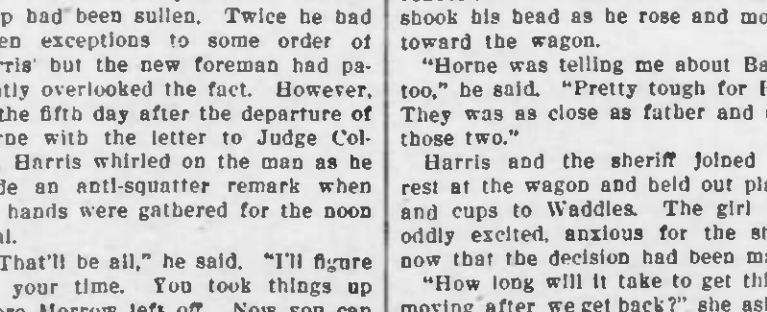 p had been sullen. Twice he had
en exceptions to some order of
rris' but the new foreman had pa-
tly overlooked the fact. However,
the fifth day after the departure of
rne with the letter to Judge Col-
Harris whirled on the man as he
de an anti-squatter remark when
hands were gathered for the noon
al.
"That'll be all," he said. "I'll figure
your time. You took things up
ore Morrow left off. Now you can
shook his head as he rose and mo
toward the wagon.
"Horne was telling me about Ba
too," he said. "Pretty tough for
They was as close as father and
those two."
Harris and the sheriff joined
rest at the wagon and held out pla
and cups to Waddles. The girl
oddly excited, anxious for the st
now that the decision had been ma
"How long will it take to get thi
moving after we get back?" she as